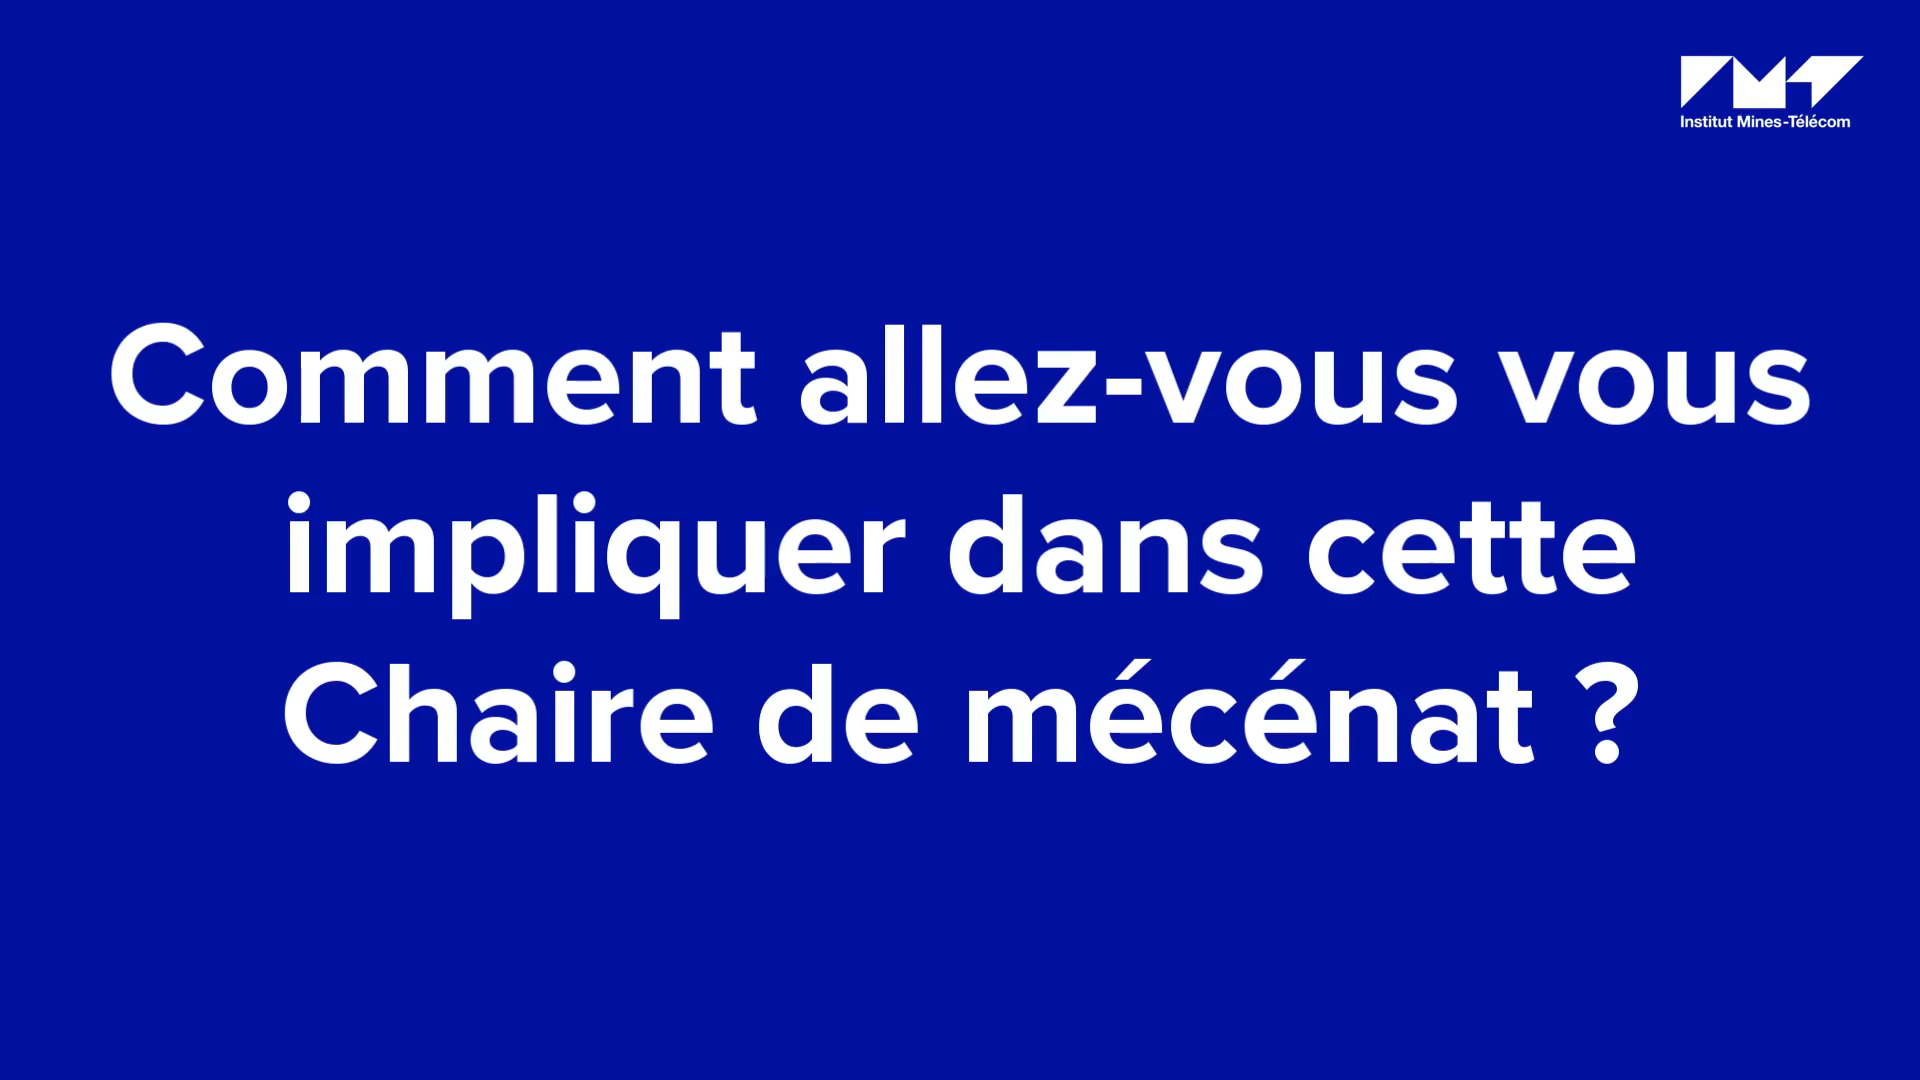 Institut Mines-Télécom
Comment allez-vous vous
impliquer dans cette
Chaire de mécénat ?